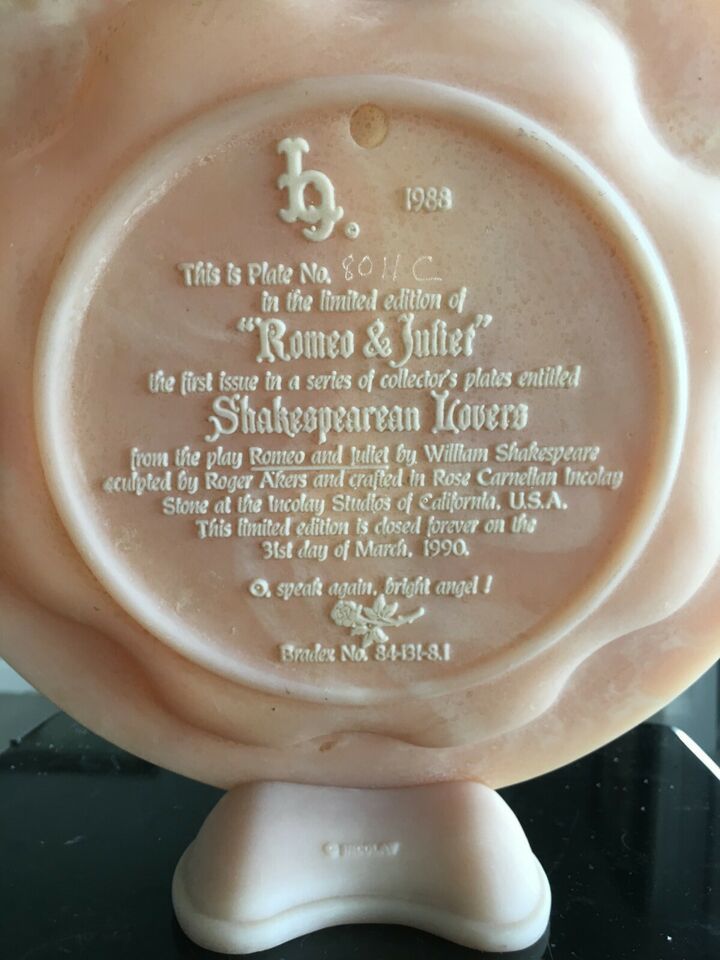 h. © 1988
This is Plate No. 8011 C
in the limited edition of
"Romeo & Juliet"
the first issue in a series of collector's plates entitled
Shakespearean Lovers
from the play Romeo and Juliet by William Shakespeare
sculpted by Roger Akers and crafted in Rose Carnelian Incolay
Stone at the Incolay Studios of California, U.S.A.
This limited edition is closed forever on the
31st day of March, 1990.
O, speak again, bright angel!
Bradex No. 84-I31-8.1
© INCOLAY